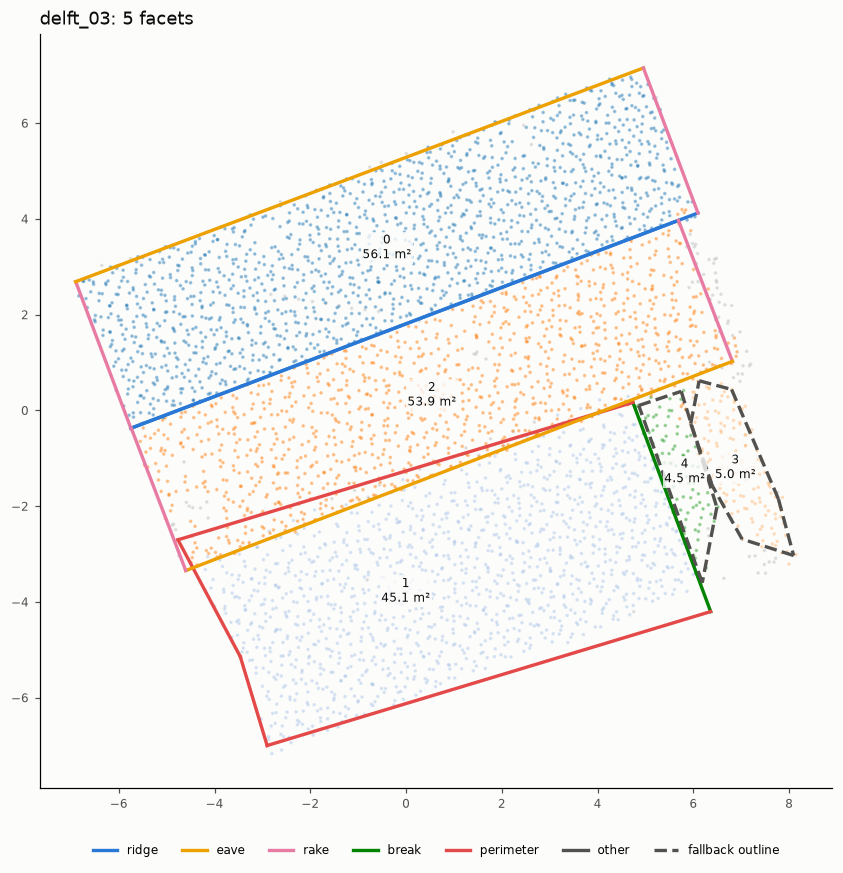 delft_03: 5 facets
6
4
2
0
−2
−4
−6
0
56.1 m²
2
53.9 m²
1
45.1 m²
4
4.5 m²
3
5.0 m²
−6 −4 −2 0 2 4 6 8
ridge eave rake break perimeter other fallback outline